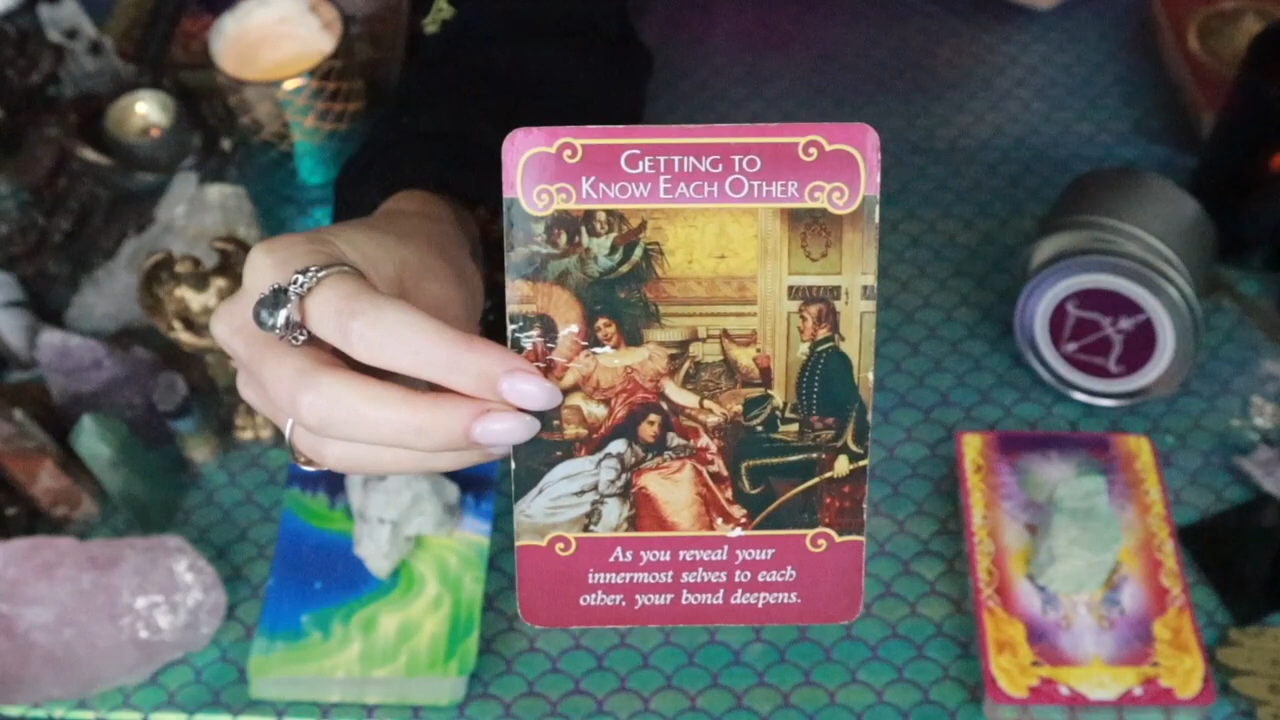 GETTING TO
KNOW EACH OTHER
As you reveal your
innermost selves to each
other, your bond deepens.